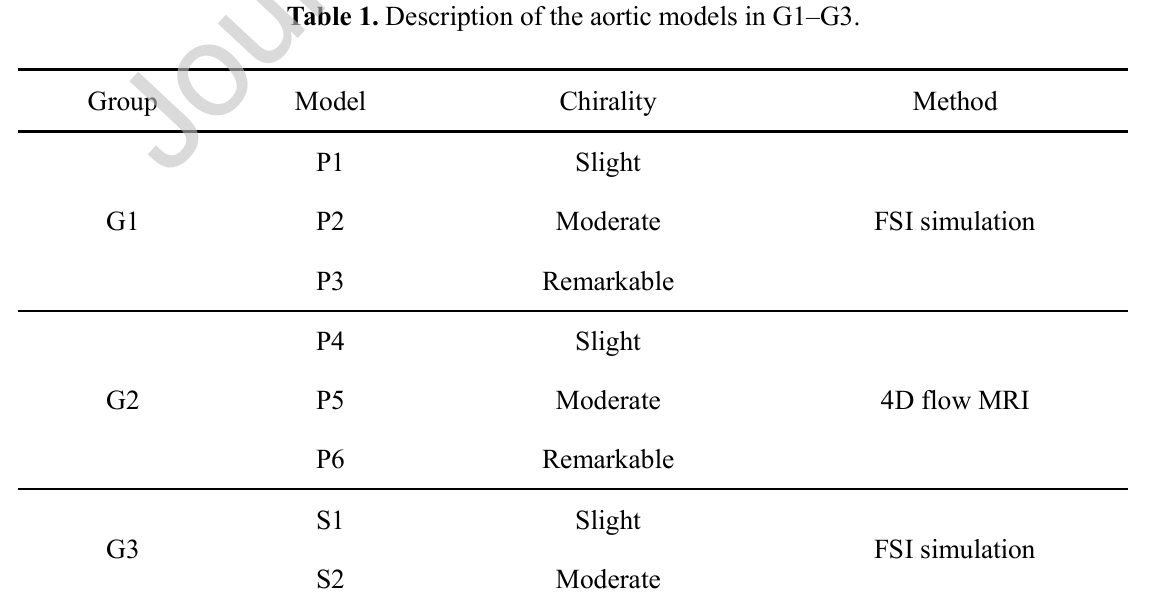 Table 1. Description of the aortic models in G1–G3.
Group Model Chirality Method
P1 Slight
G1 P2 Moderate FSI simulation
P3 Remarkable
P4 Slight
G2 P5 Moderate 4D flow MRI
P6 Remarkable
S1 Slight
G3 FSI simulation
S2 Moderate